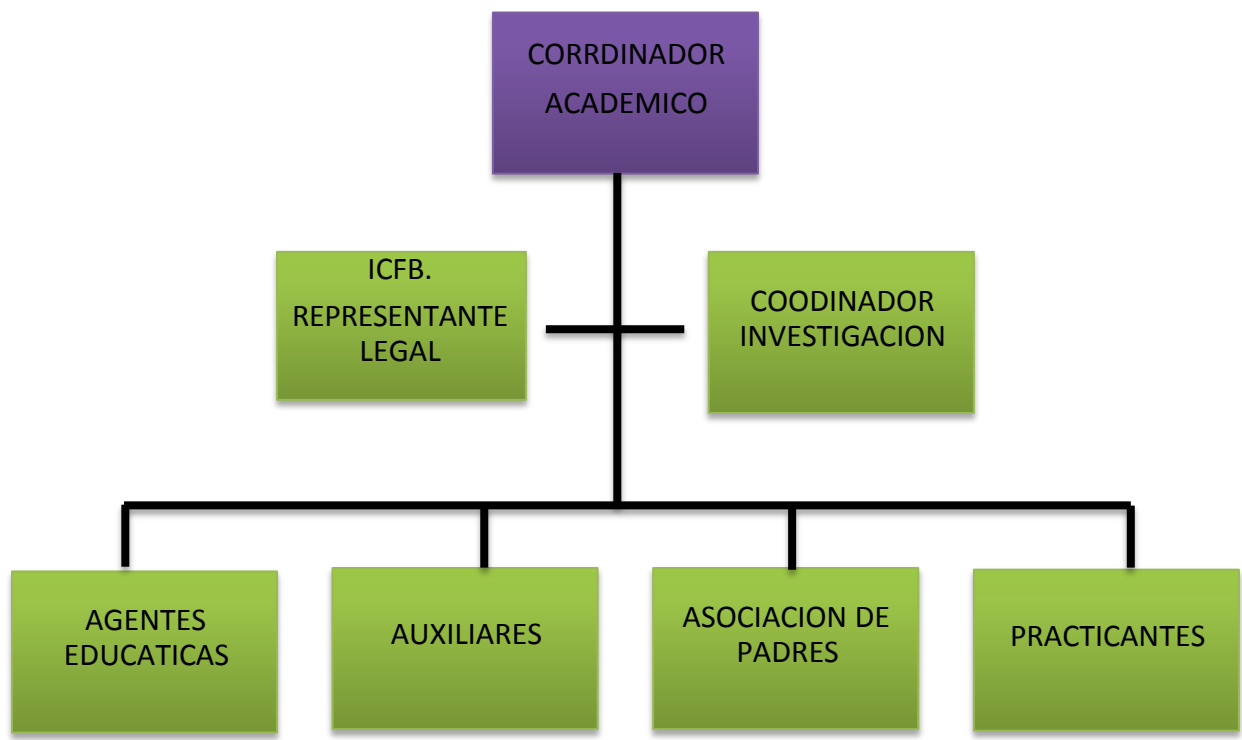 CORRDINADOR
ACADEMICO
ICFB.
REPRESENTANTE
LEGAL
COODINADOR
INVESTIGACION
AGENTES
EDUCATICAS
AUXILIARES
ASOCIACION DE
PADRES
PRACTICANTES